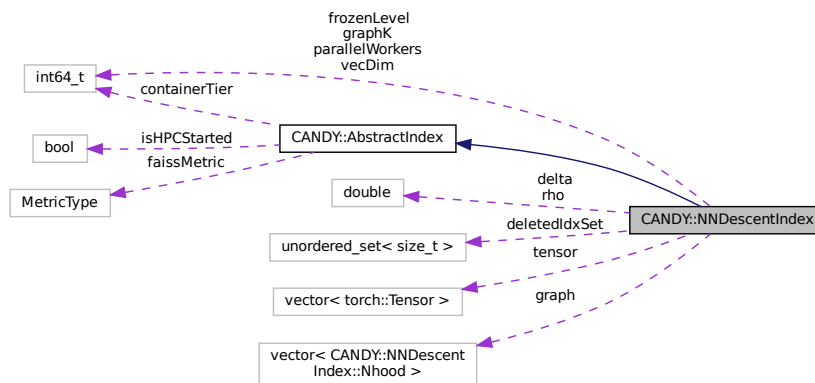 frozenLevel
graphK
parallelWorkers
vecDim
int64_t
containerTier
CANDY::AbstractIndex
isHPCStarted
bool
faissMetric
MetricType
delta
rho
double
CANDY::NNDescentIndex
deletedIdxSet
unordered_set< size_t >
tensor
vector< torch::Tensor >
graph
vector< CANDY::NNDescent
Index::Nhood >